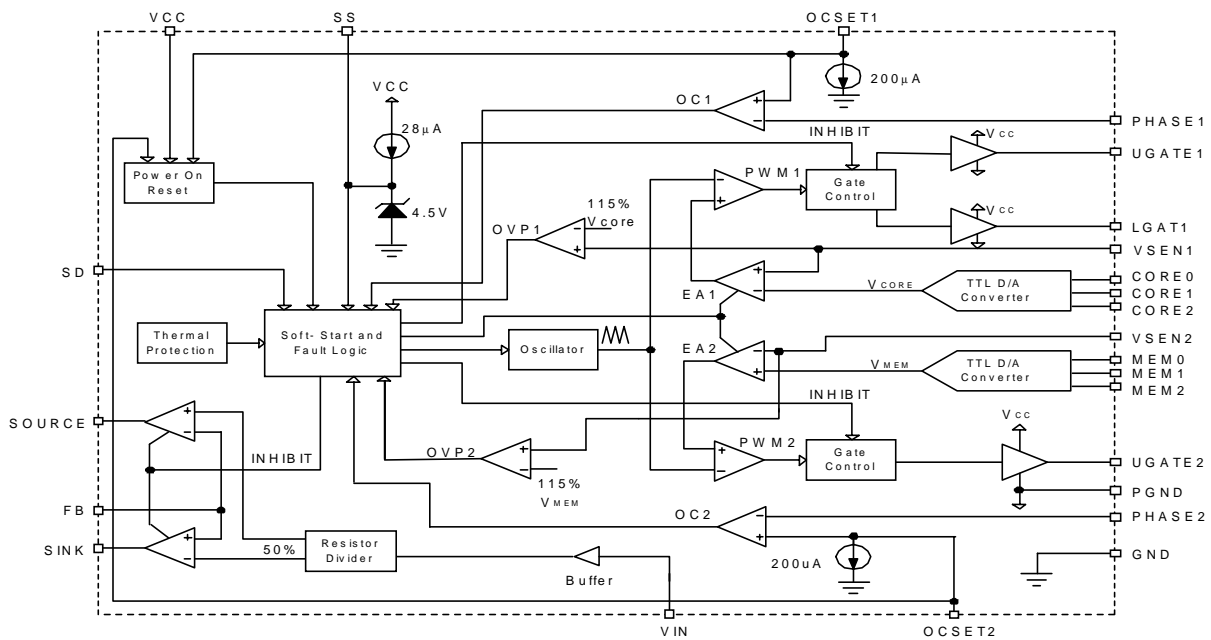 VCC
SS
OCSET1
VCC
200µA
28µA
OC1
PHASE1
INHIBIT
Vcc
UGATE1
Power On
Reset
PWM1
Gate
Control
4.5V
115%
Vcore
Vcc
OVP1
LGAT1
VSEN1
SD
EA1
VCORE
TTL D/A
Converter
CORE0
CORE1
CORE2
Thermal
Protection
Soft- Start and
Fault Logic
Oscillator
EA2
VSEN2
VMEM
TTL D/A
Converter
MEM0
MEM1
MEM2
INHIBIT
Vcc
SOURCE
INHIBIT
OVP2
PWM2
Gate
Control
UGATE2
115%
VMEM
PGND
FB
OC2
PHASE2
SINK
50%
Resistor
Divider
Buffer
200uA
GND
VIN
OCSET2